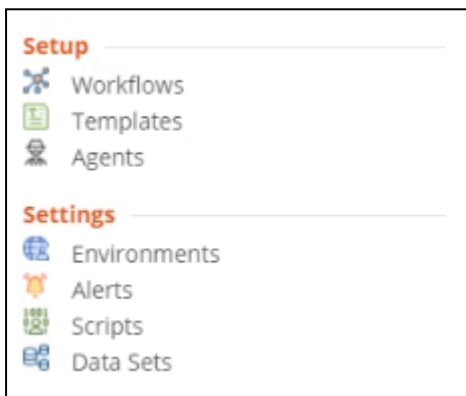 Setup
Workflows
Templates
Agents
Settings
Environments
Alerts
Scripts
Data Sets